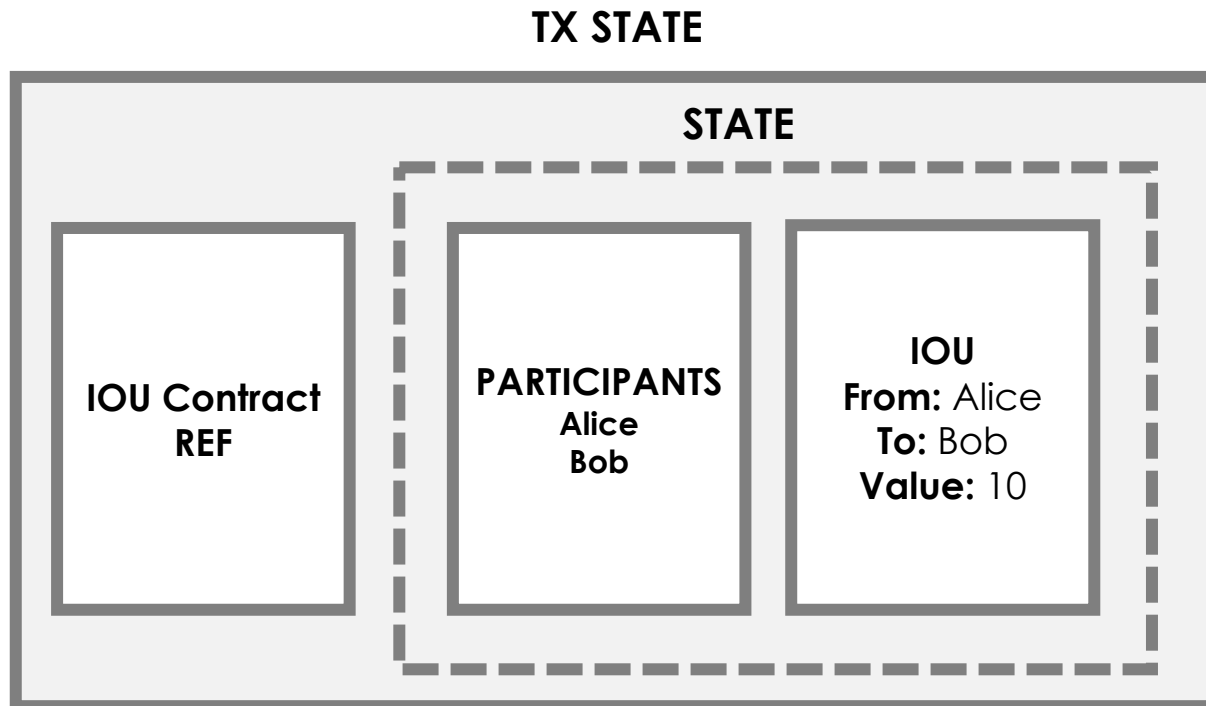 TX STATE
STATE
IOU Contract
REF
PARTICIPANTS
Alice
Bob
IOU
From: Alice
To: Bob
Value: 10